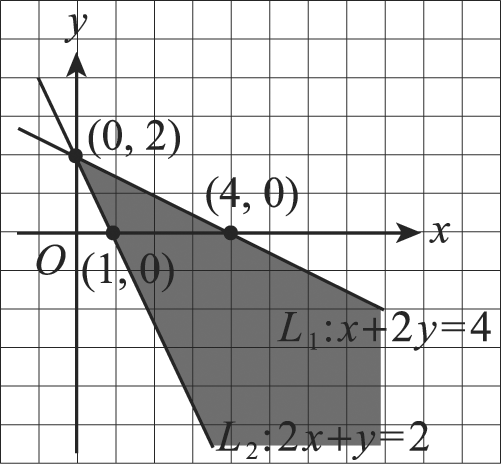 y
(0, 2)
(4, 0)
x
O
(1, 0)
L₁:x+2y=4
L₂:2x+y=2